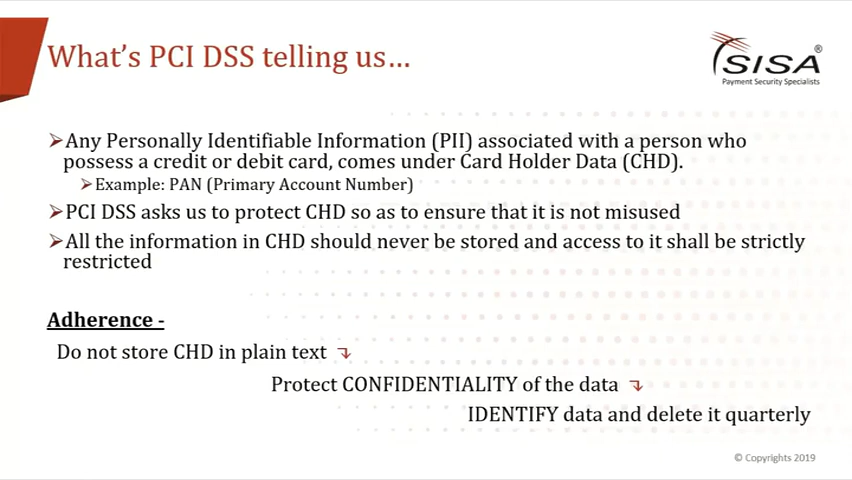 What's PCI DSS telling us...
SISA®
Payment Security Specialists
➢Any Personally Identifiable Information (PII) associated with a person who
possess a credit or debit card, comes under Card Holder Data (CHD).
➢Example: PAN (Primary Account Number)
➢PCI DSS asks us to protect CHD so as to ensure that it is not misused
➢All the information in CHD should never be stored and access to it shall be strictly
restricted
Adherence -
Do not store CHD in plain text
Protect CONFIDENTIALITY of the data
IDENTIFY data and delete it quarterly
© Copyrights 2019